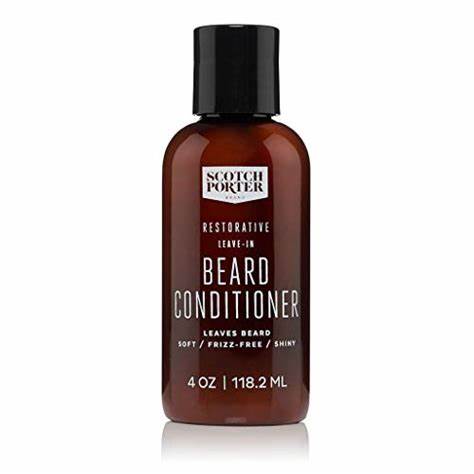 SCOTCH
PORTER
BRAND
RESTORATIVE
LEAVE-IN
BEARD
CONDITIONER
LEAVES BEARD
SOFT / FRIZZ-FREE / SHINY
4 OZ | 118.2 ML